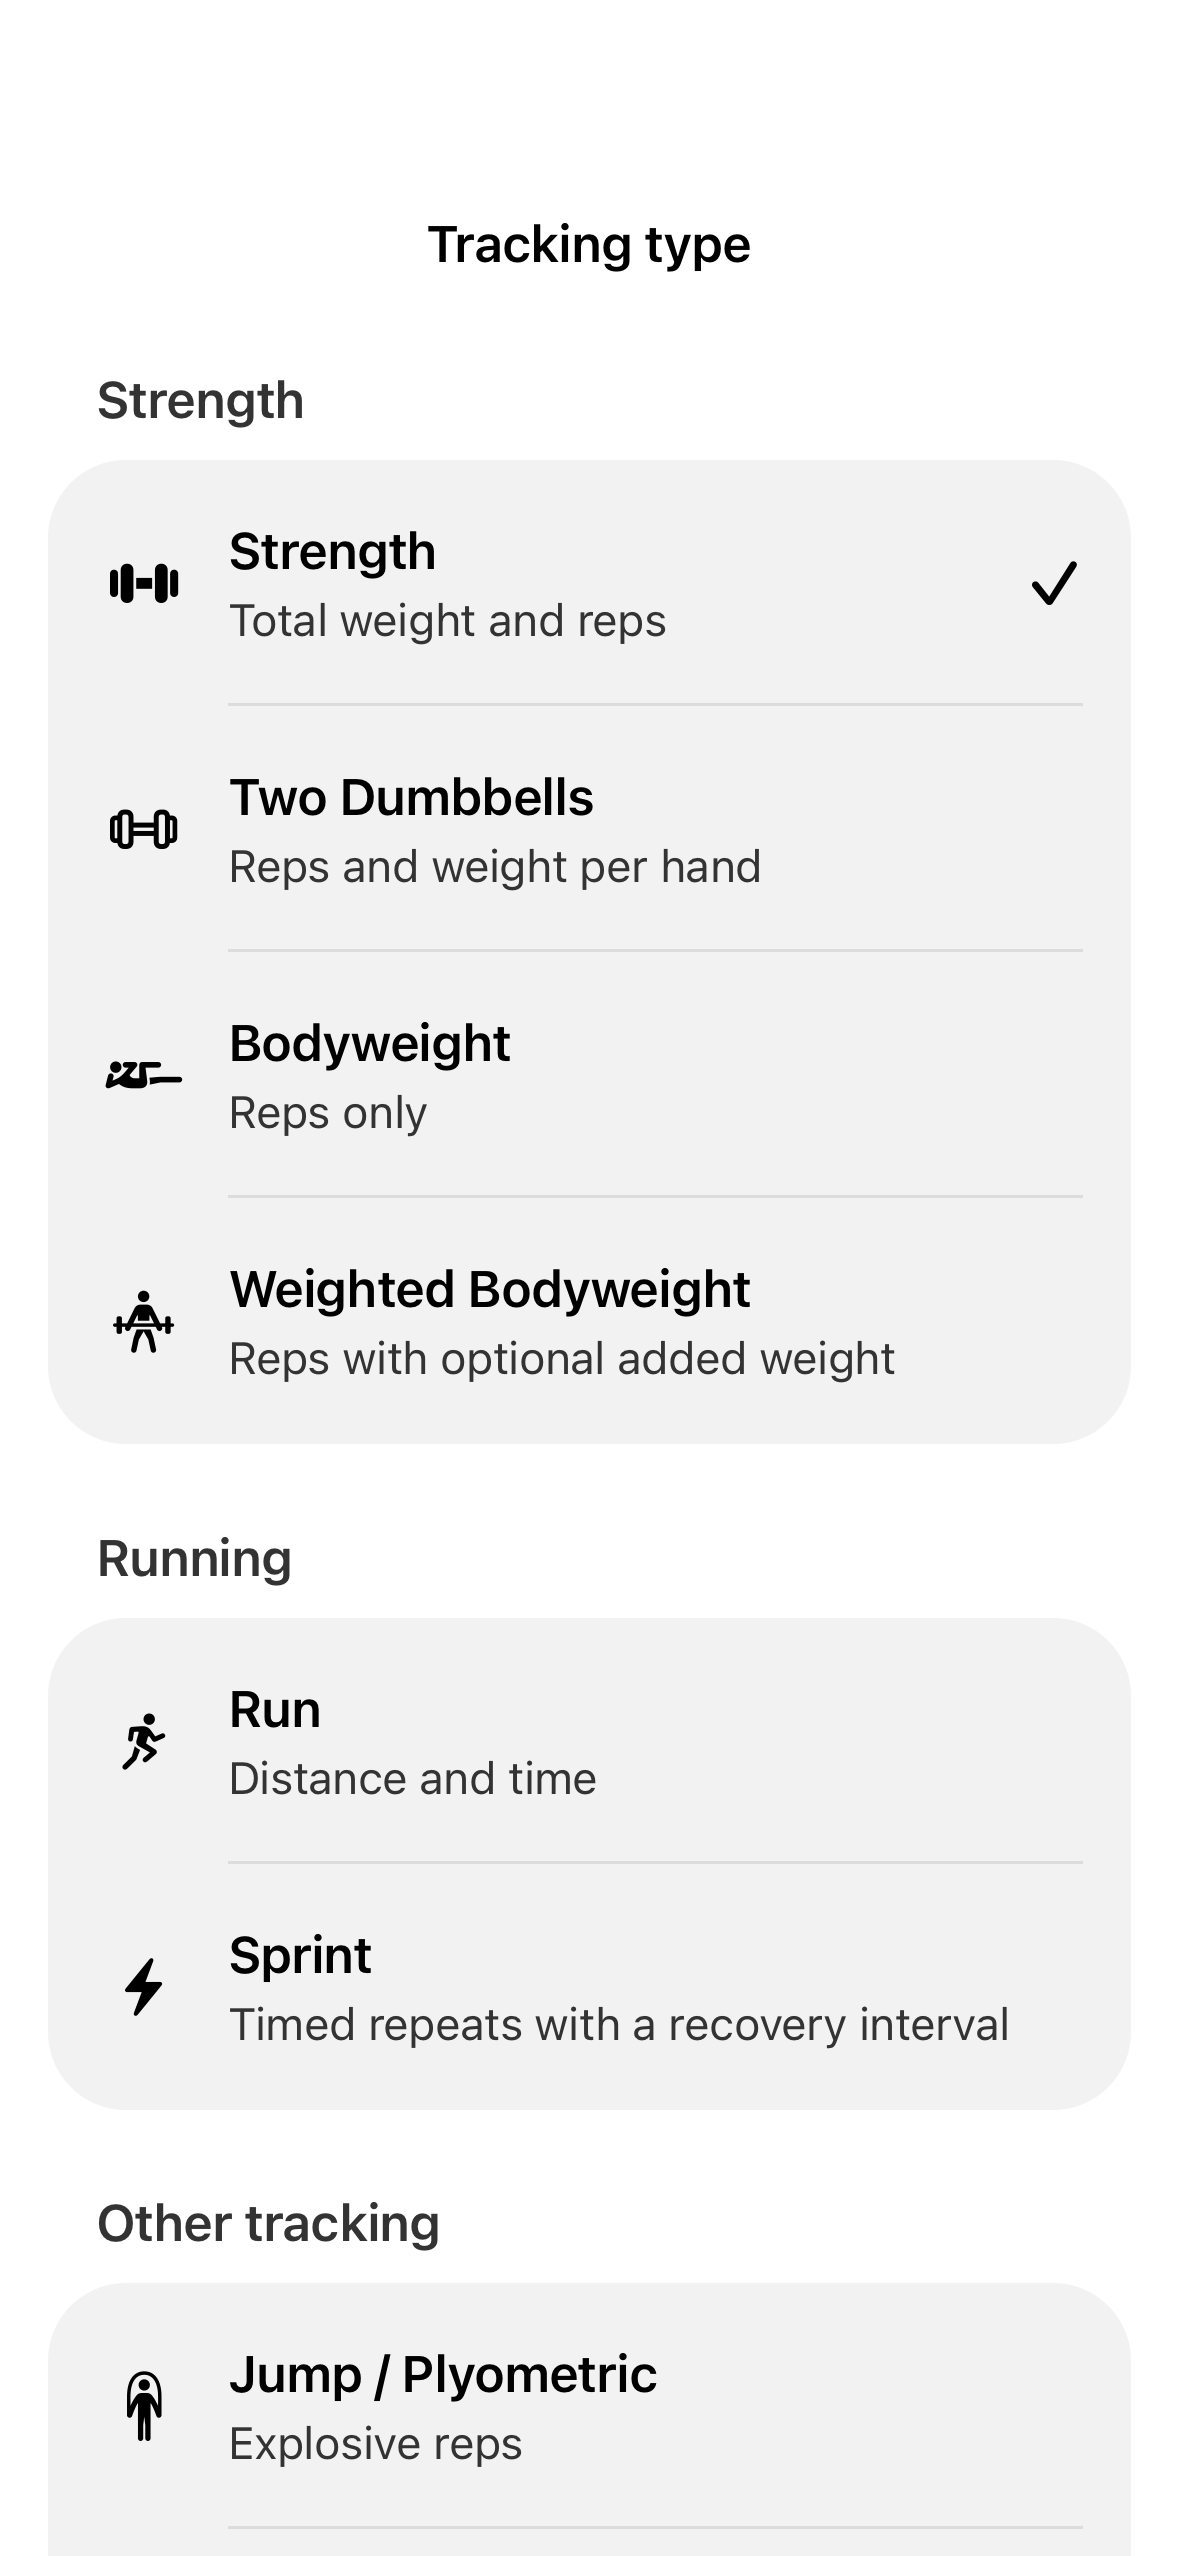 Tracking type
Strength
Strength
Total weight and reps
Two Dumbbells
Reps and weight per hand
Bodyweight
Reps only
Weighted Bodyweight
Reps with optional added weight
Running
Run
Distance and time
Sprint
Timed repeats with a recovery interval
Other tracking
Jump / Plyometric
Explosive reps